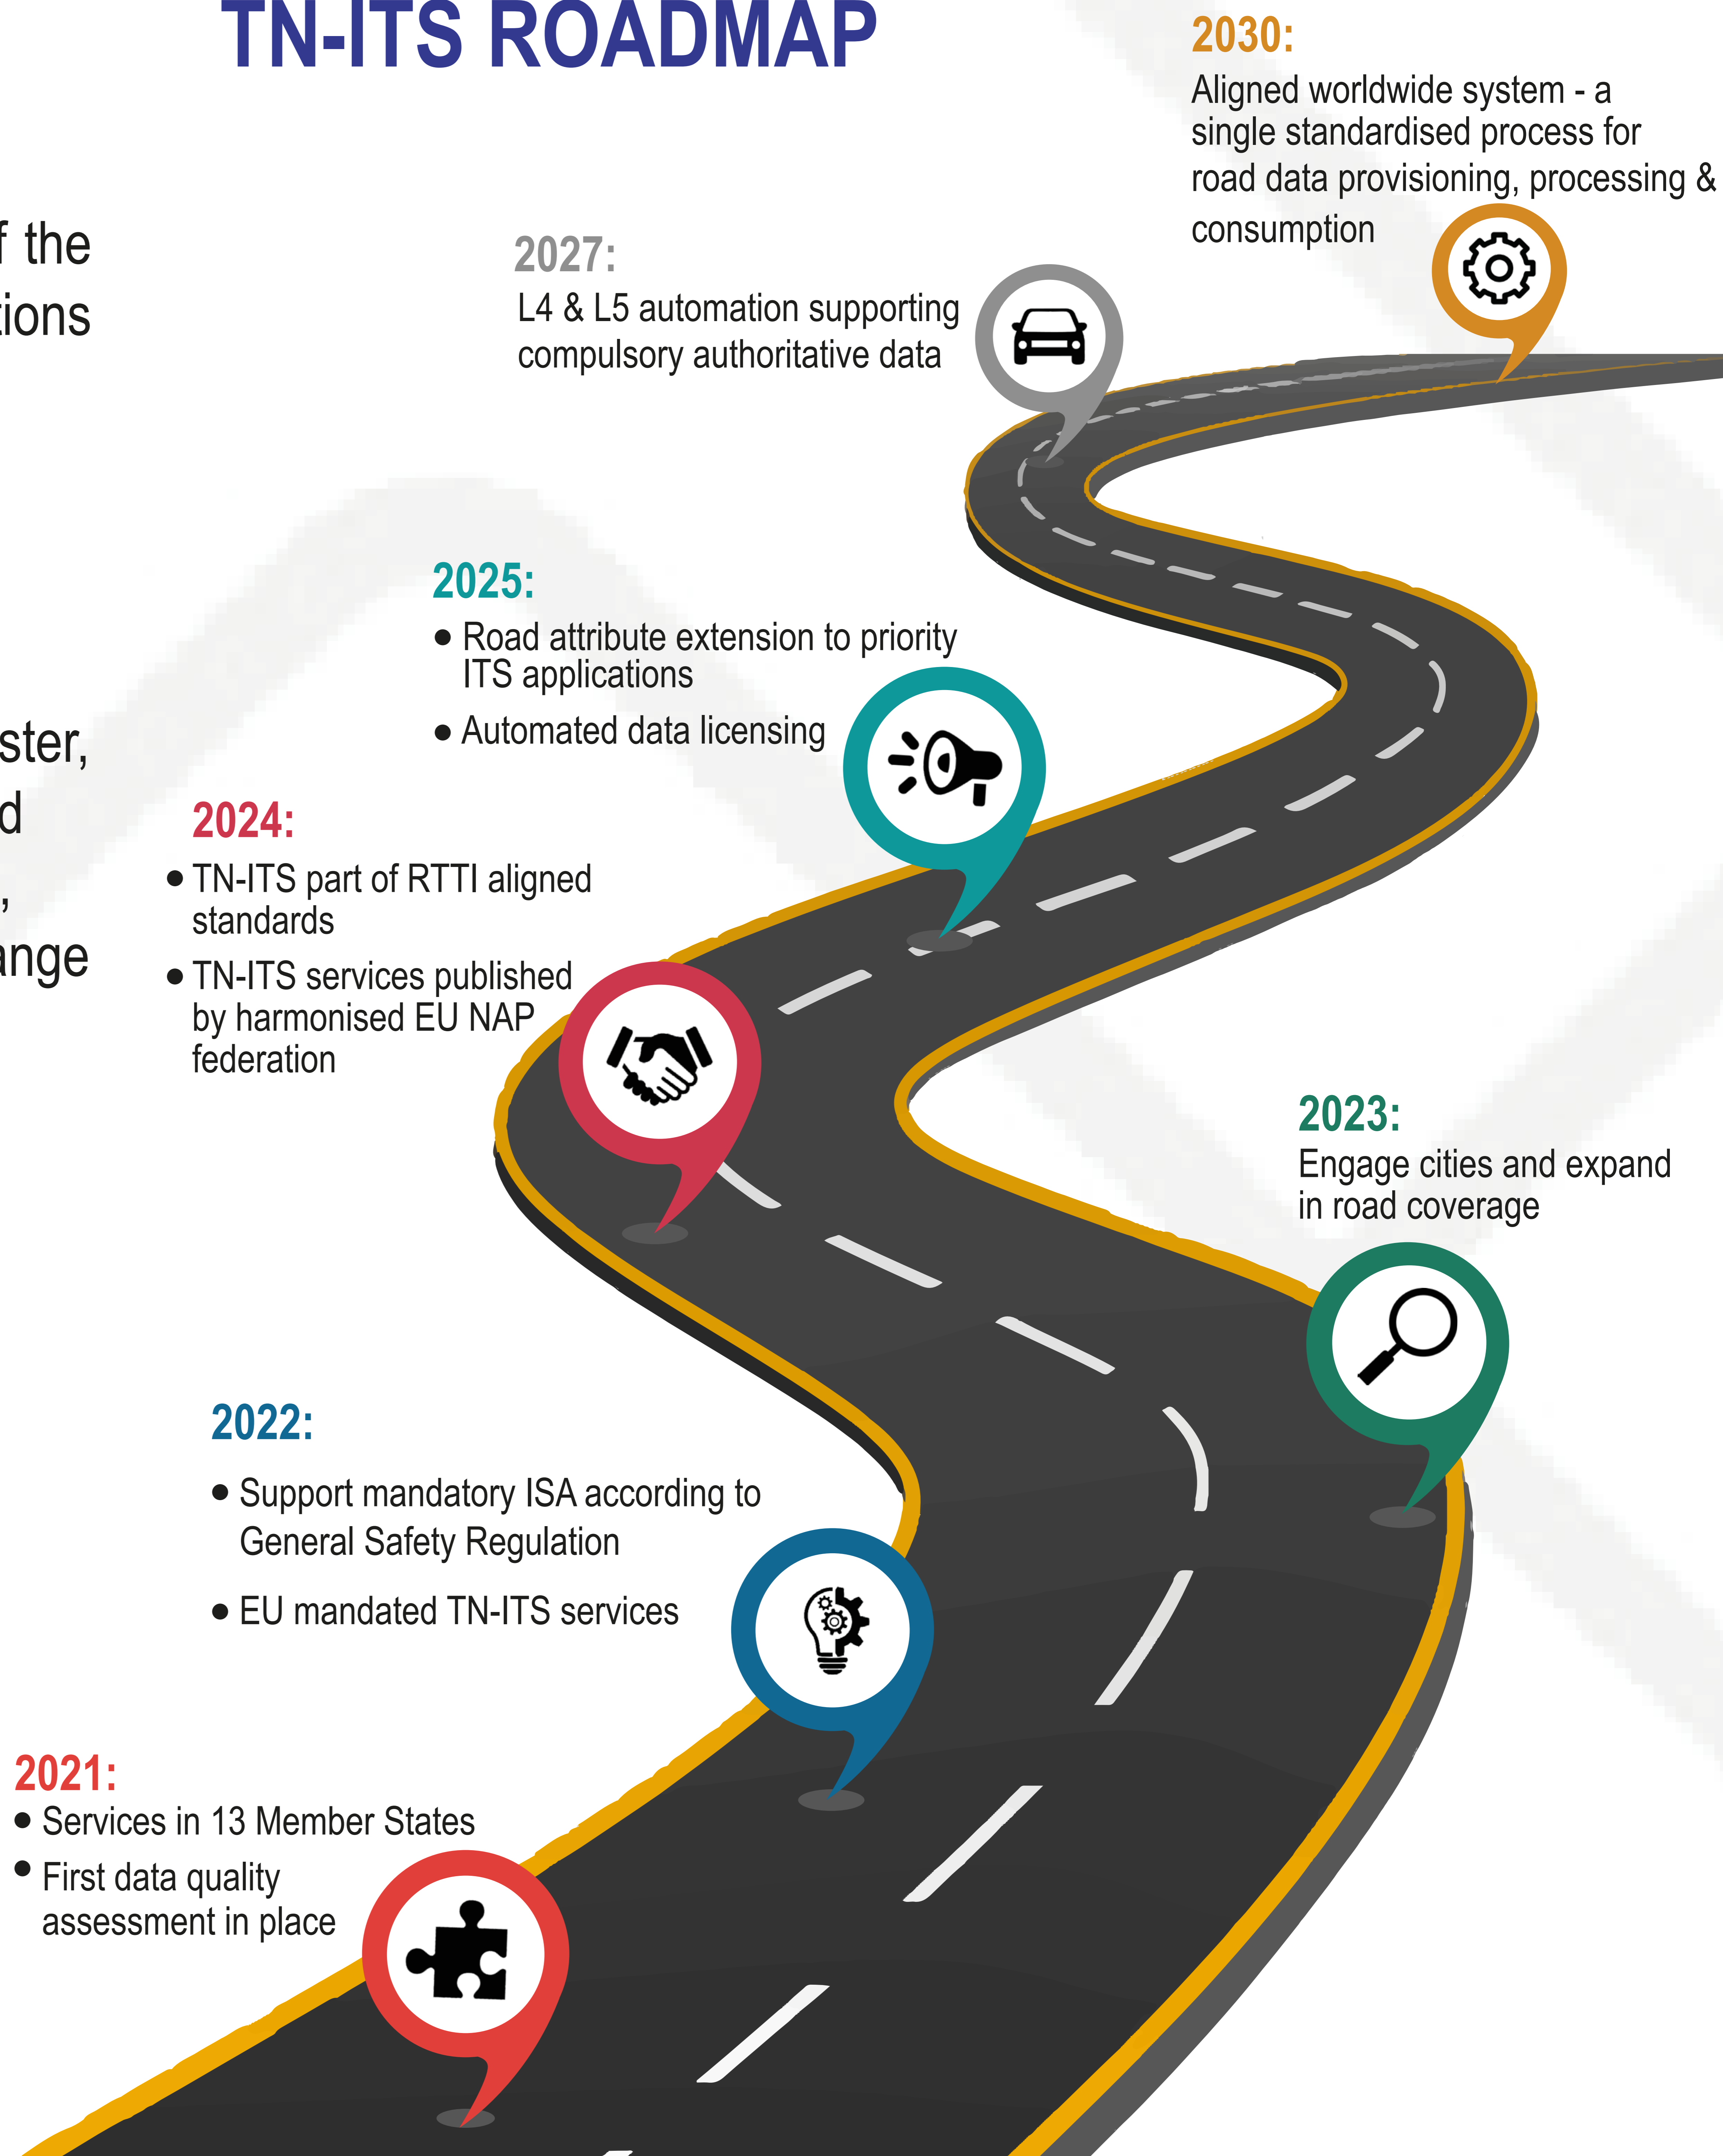 TN-ITS ROADMAP
2030:
Aligned worldwide system - a
single standardised process for
road data provisioning, processing &
consumption
the
2027:
L4 & L5 automation supporting
compulsory authoritative data
2025:
● Road attribute extension to priority
ITS applications
● Automated data licensing
2024:
● TN-ITS part of RTTI aligned
standards
● TN-ITS services published
by harmonised EU NAP
federation
2023:
Engage cities and expand
in road coverage
2022:
● Support mandatory ISA according to
General Safety Regulation
● EU mandated TN-ITS services
2021:
● Services in 13 Member States
● First data quality
assessment in place